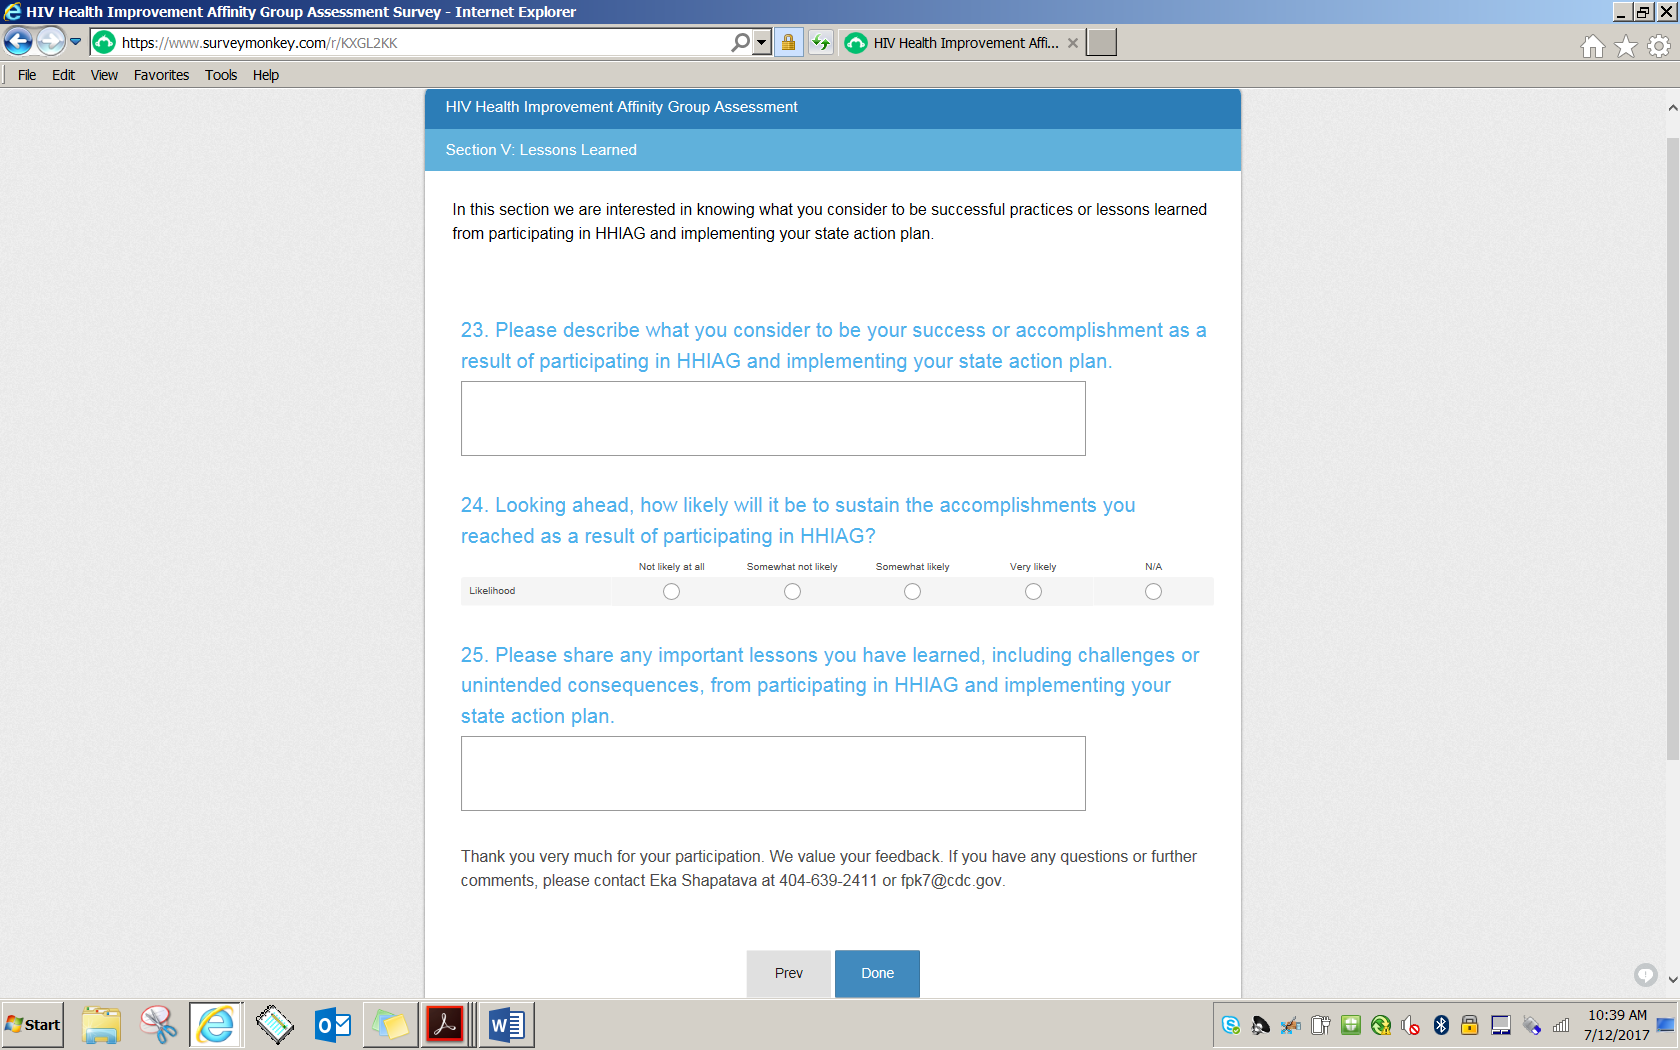 HIV Health Improvement Affinity Group Assessment Survey - Internet Explorer
https://www.surveymonkey.com/r/KXGL2KK
HIV Health Improvement Affi...
File Edit View Favorites Tools Help
HIV Health Improvement Affinity Group Assessment
Section V: Lessons Learned
In this section we are interested in knowing what you consider to be successful practices or lessons learned
from participating in HHIAG and implementing your state action plan.
23. Please describe what you consider to be your success or accomplishment as a
result of participating in HHIAG and implementing your state action plan.
24. Looking ahead, how likely will it be to sustain the accomplishments you
reached as a result of participating in HHIAG?
Not likely at all Somewhat not likely Somewhat likely Very likely N/A
Likelihood
25. Please share any important lessons you have learned, including challenges or
unintended consequences, from participating in HHIAG and implementing your
state action plan.
Thank you very much for your participation. We value your feedback. If you have any questions or further
comments, please contact Eka Shapatava at 404-639-2411 or fpk7@cdc.gov.
Prev Done
Start
10:39 AM
7/12/2017